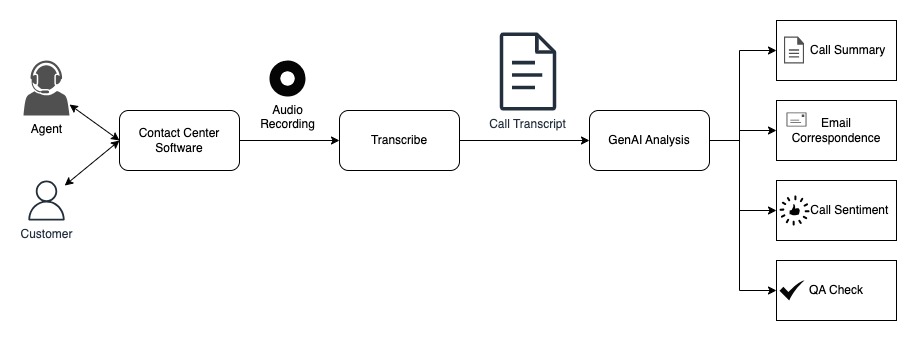 Agent
Customer
Contact Center
Software
Audio
Recording
Transcribe
Call Transcript
GenAI Analysis
Call Summary
Email
Correspondence
Call Sentiment
QA Check